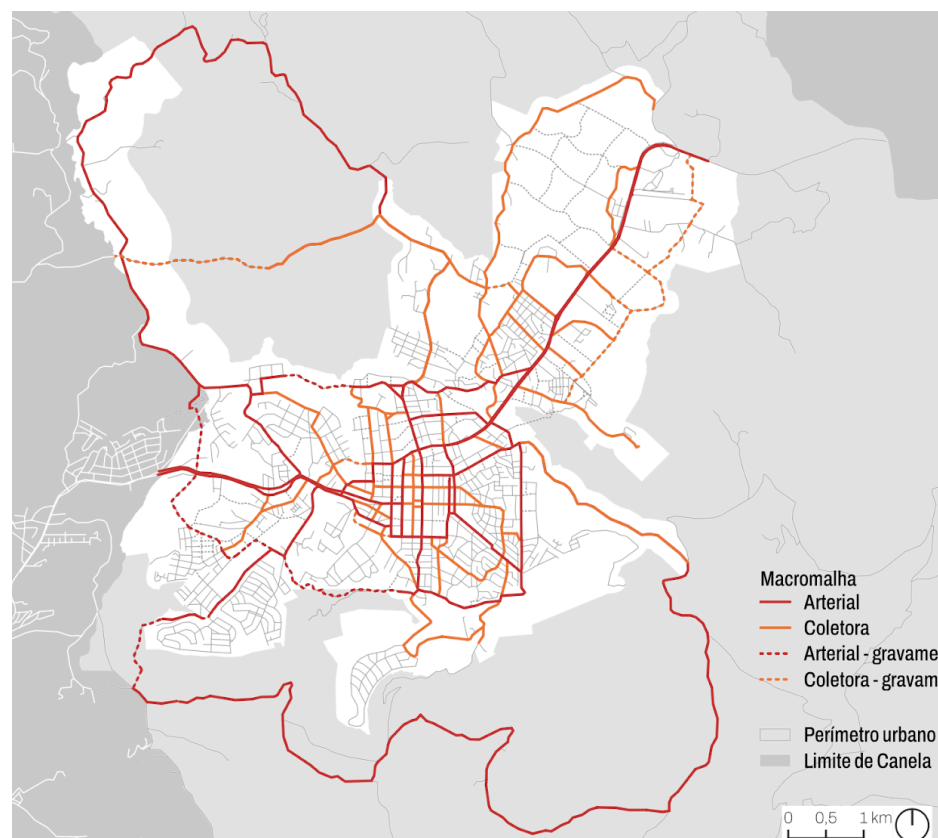 Macromalha
Arterial
Coletora
Arterial - gravame
Coletora - gravam
Perímetro urbano
Limite de Canela
0 0,5 1 km